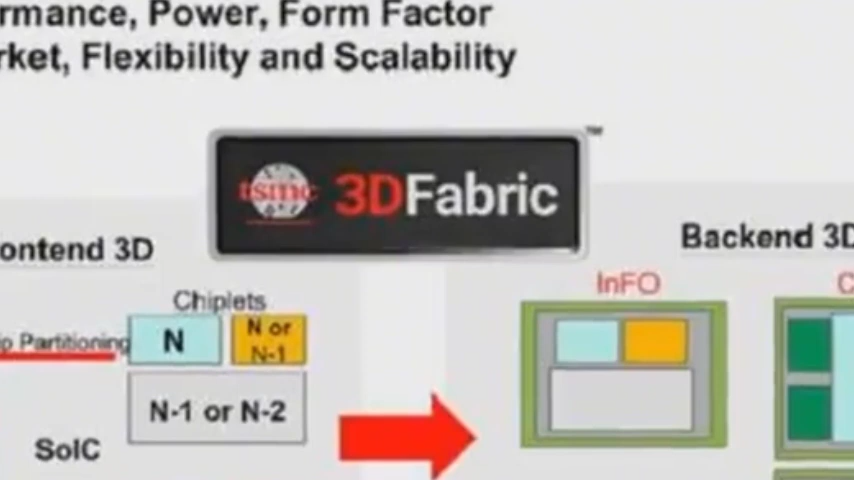 rmance, Power, Form Factor
rket, Flexibility and Scalability
™
tsmc 3DFabric
ontend 3D
Backend 3D
Chiplets
InFO
C
p Partitioning
N
N or
N-1
N-1 or N-2
SoIC